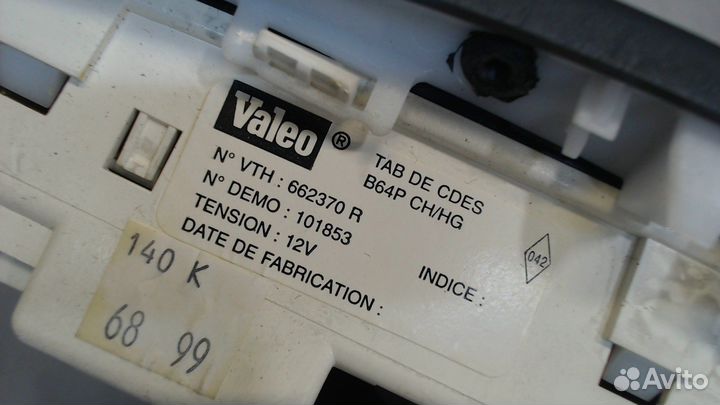 Valeo ®
TAB DE CDES
B64P CH/HG
N° VTH : 662370 R
N° DEMO : 101853
TENSION : 12V
DATE DE FABRICATION :
INDICE :
042
140 K
68 99
Avito